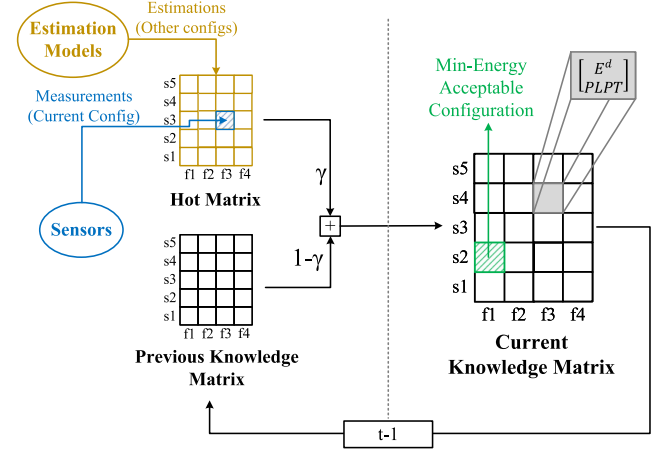 Estimation
Models
Estimations
(Other configs)
Measurements
(Current Config)
Sensors
s5
s4
s3
s2
s1
f1 f2 f3 f4
Hot Matrix
γ
+
1-γ
s5
s4
s3
s2
s1
f1 f2 f3 f4
Previous Knowledge
Matrix
Min-Energy
Acceptable
Configuration
E^d
PLPT
s5
s4
s3
s2
s1
f1 f2 f3 f4
Current
Knowledge Matrix
t-1